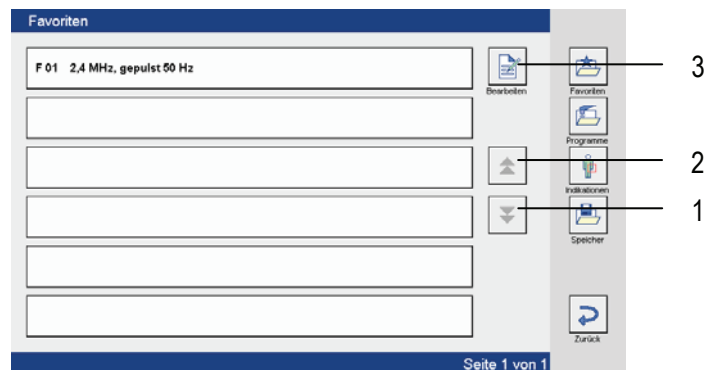 Favoriten
F 01 2,4 MHz, gepulst 50 Hz
Bearbeiten
Favoriten
Programme
Indikationen
Speicher
Zurück
Seite 1 von 1
3
2
1